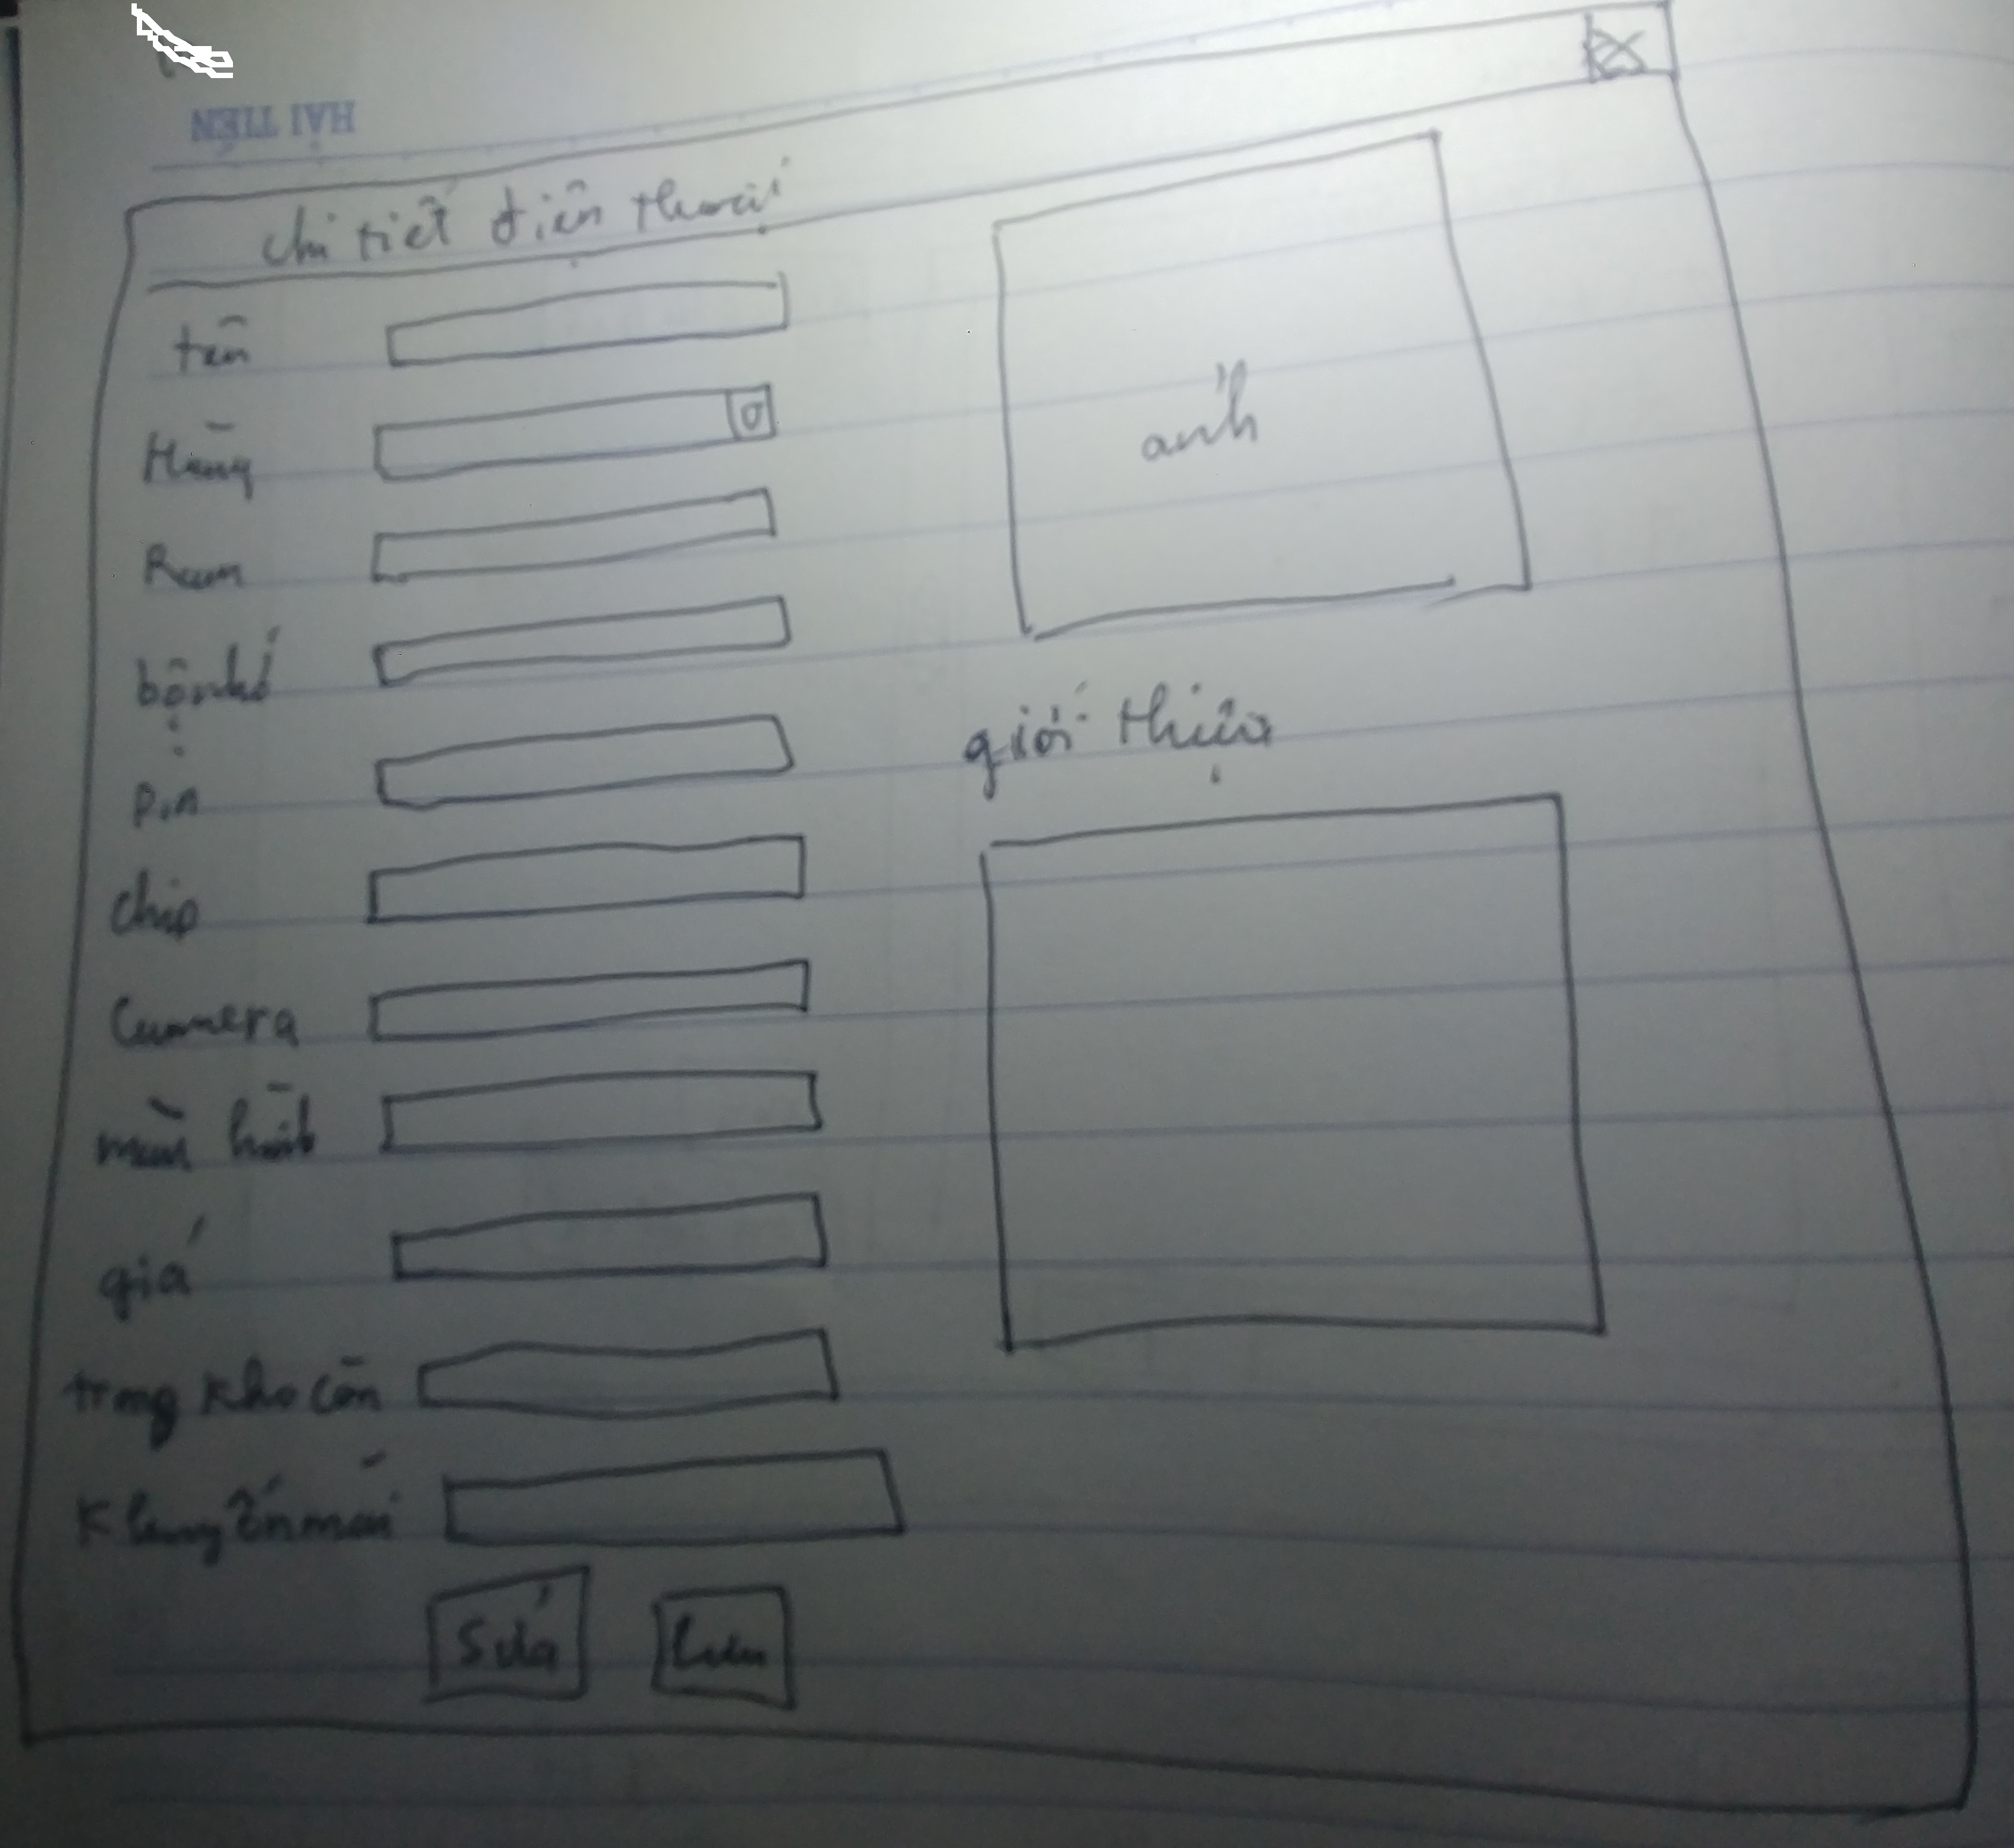 HẢI TIẾN
chi tiết điện thoại
tên
Hãng
Ram
bộ nhớ
pin
chip
Camera
màn hình
giá
trong kho còn
Khuyến mãi
Sửa
Lưu
ảnh
giới thiệu